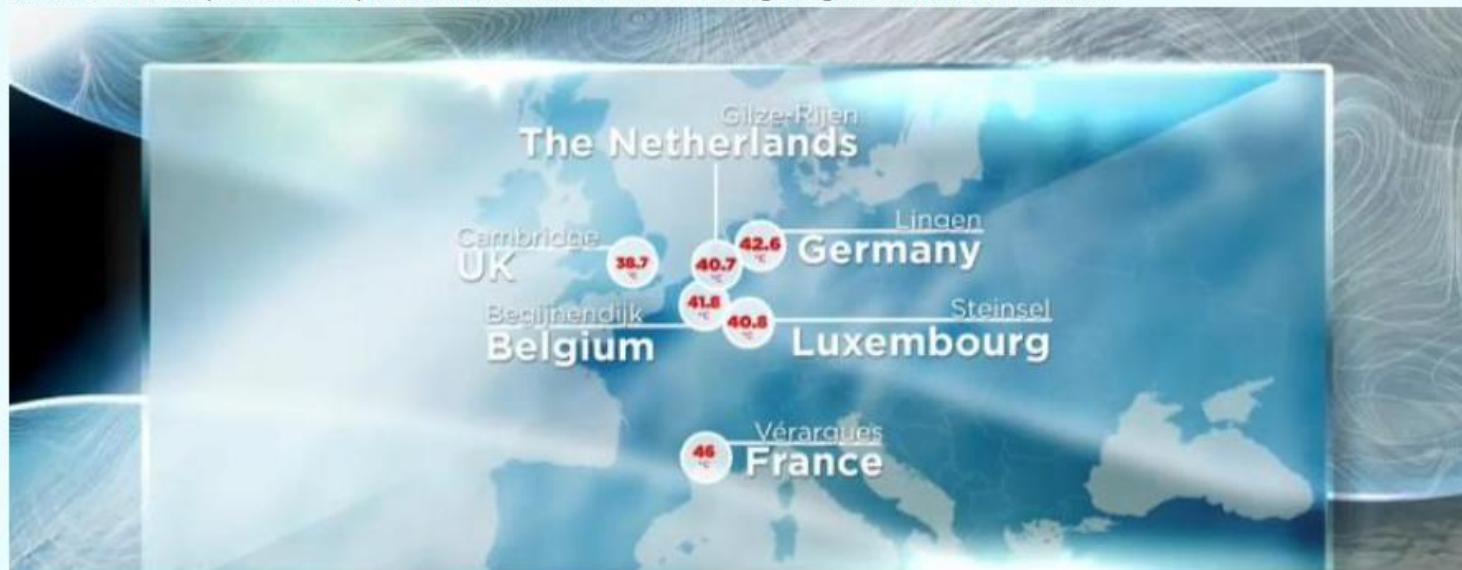 Gilze-Rijen
The Netherlands
Lingen
Germany
42.6
°C
Cambridge
UK
38.7
°C
40.7
°C
Begijnendijk
Belgium
41.8
°C
40.8
°C
Steinsel
Luxembourg
Vérargues
France
46
°C